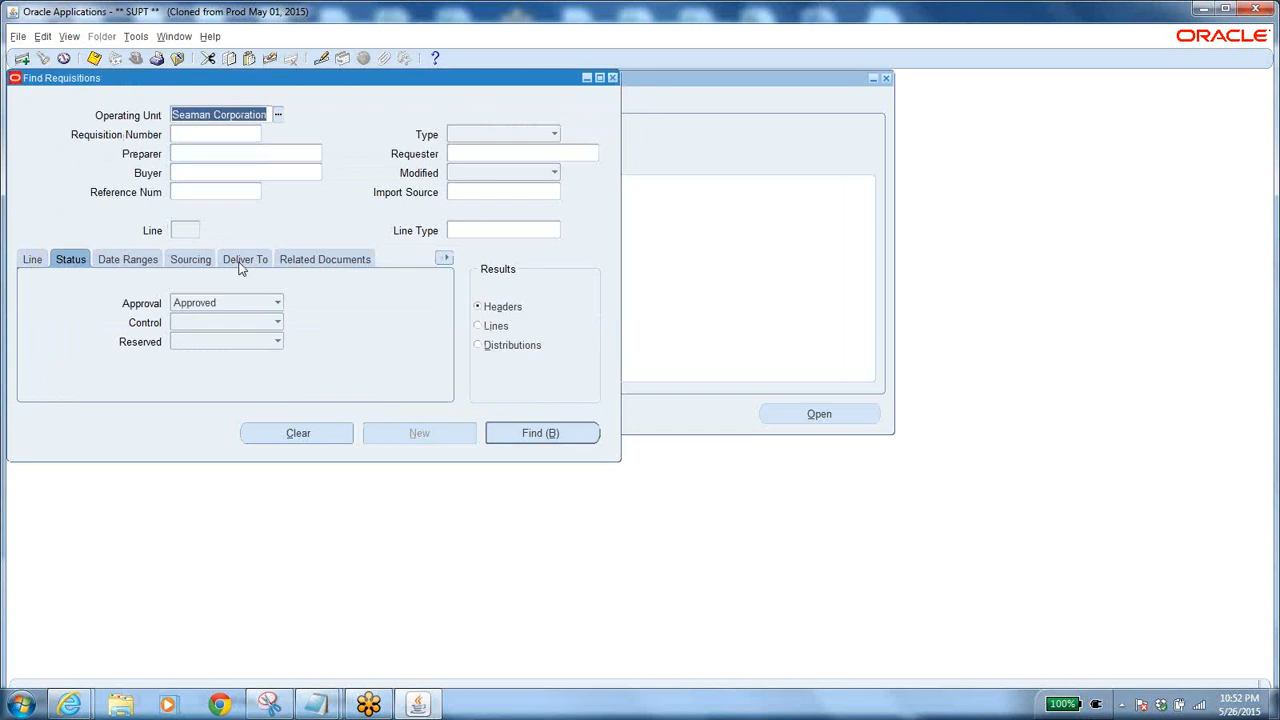 Oracle Applications - ** SUPT ** (Cloned from Prod May 01, 2015)
File Edit View Folder Tools Window Help
ORACLE
Find Requisitions
Operating Unit Seaman Corporation
Requisition Number Type
Preparer Requester
Buyer Modified
Reference Num Import Source
Line Line Type
Line Status Date Ranges Sourcing Deliver To Related Documents
Results
Approval Approved Headers
Control Lines
Reserved Distributions
Open
Clear New Find (B)
100% 10:52 PM
5/26/2015